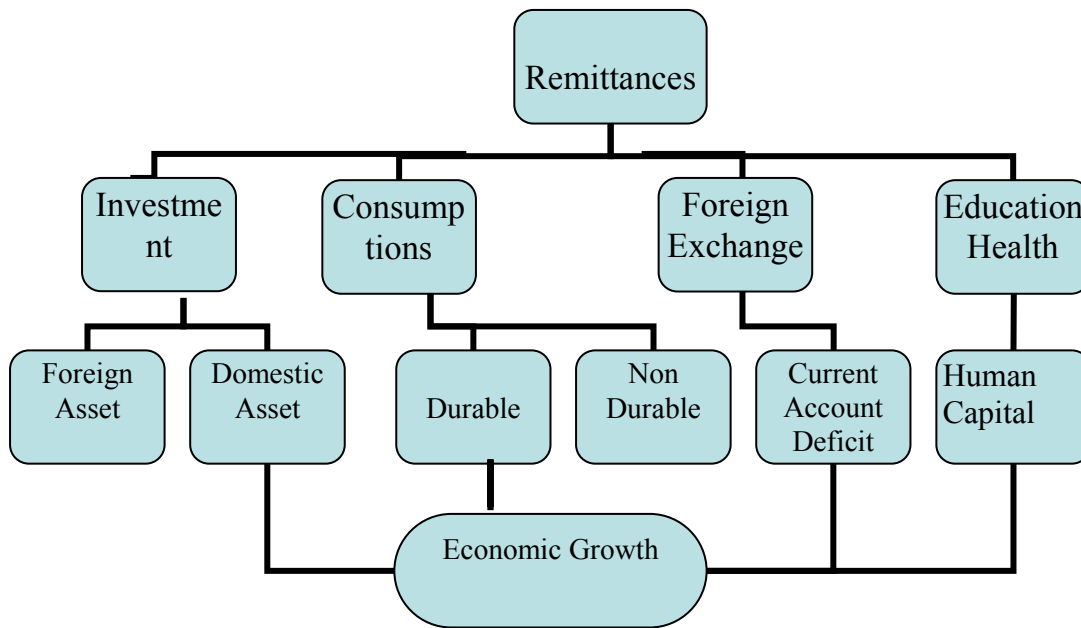 Remittances
Investme
nt
Consump
tions
Foreign
Exchange
Education
Health
Foreign
Asset
Domestic
Asset
Durable
Non
Durable
Current
Account
Deficit
Human
Capital
Economic Growth